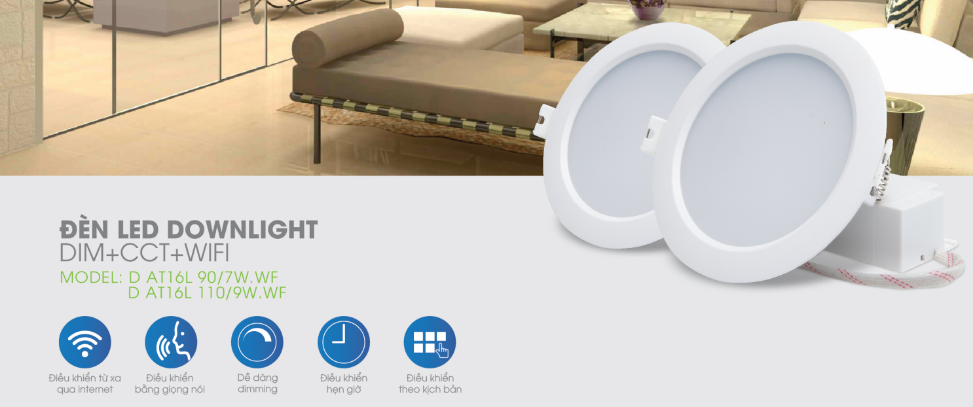 ĐÈN LED DOWNLIGHT
DIM+CCT+WIFI
MODEL: D AT16L 90/7W.WF
D AT16L 110/9W.WF
Điều khiển từ xa
qua internet
Điều khiển
bằng giọng nói
Dễ dàng
dimming
Điều khiển
hẹn giờ
Điều khiển
theo kịch bản